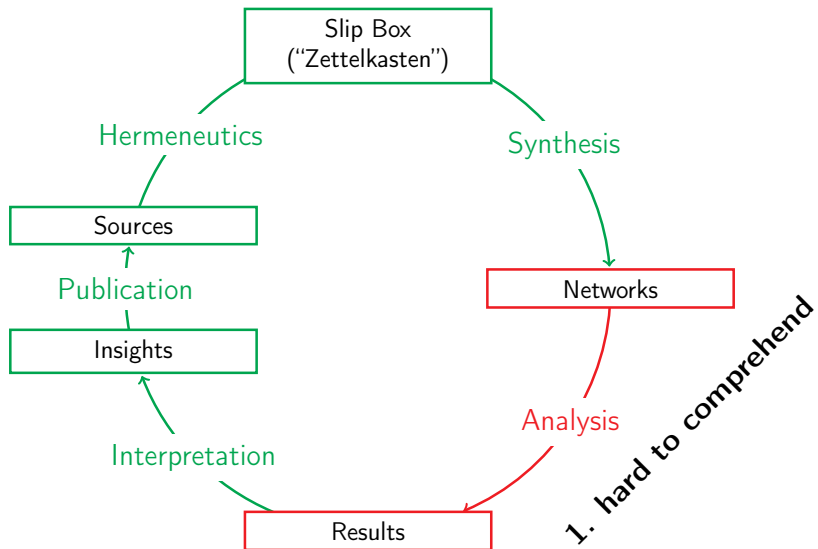 Slip Box
(“Zettelkasten”)
Hermeneutics
Synthesis
Sources
Networks
Publication
Insights
Analysis
1. hard to comprehend
Interpretation
Results